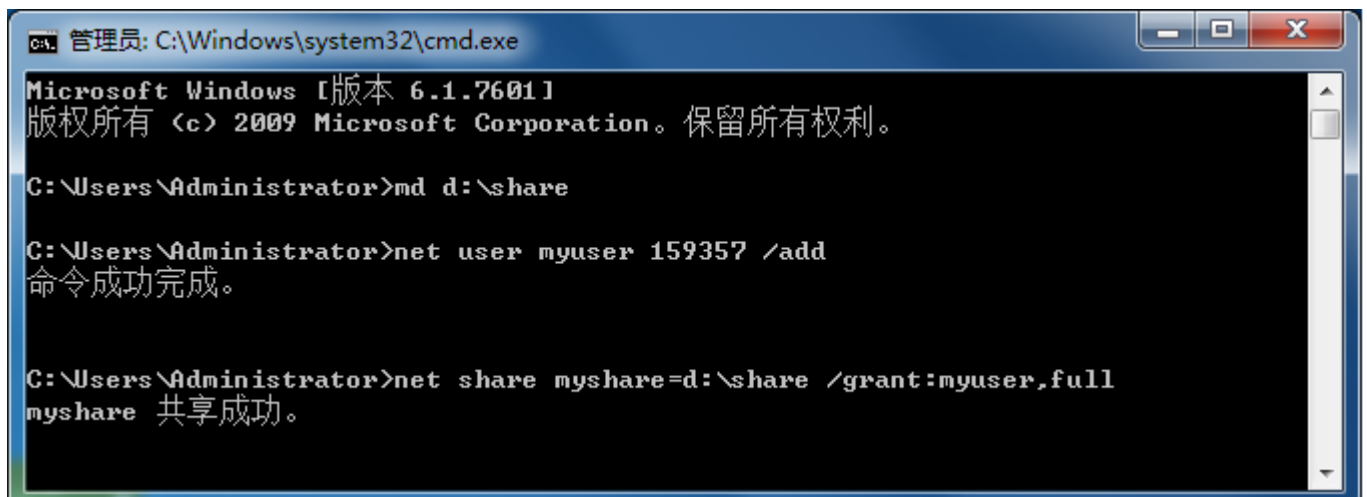 管理员: C:\Windows\system32\cmd.exe
Microsoft Windows [版本 6.1.7601]
版权所有 (c) 2009 Microsoft Corporation。保留所有权利。
C:\Users\Administrator>md d:\share
C:\Users\Administrator>net user myuser 159357 /add
命令成功完成。
C:\Users\Administrator>net share myshare=d:\share /grant:myuser,full
myshare 共享成功。